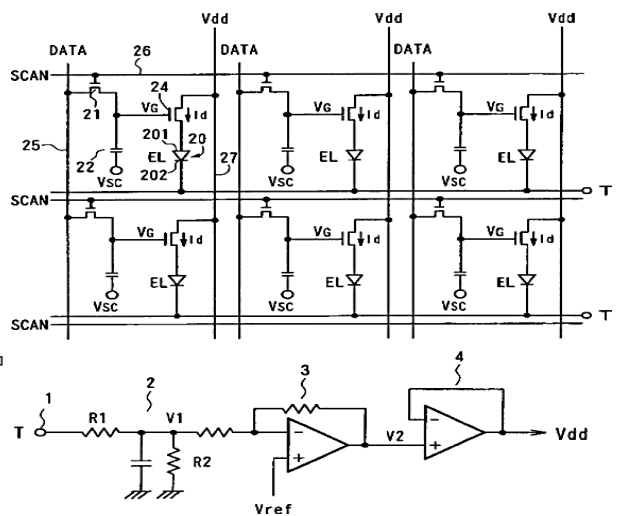 Vdd Vdd Vdd
DATA DATA DATA
SCAN 26
24
21 VG Id VG Id VG Id
25 201 20
22 EL 27 EL EL
VSC 202 VSC VSC
T
SCAN
VG Id VG Id VG Id
EL EL EL
VSC VSC VSC
T
SCAN
1 2 3 4
T R1 V1 − − V2 Vdd
R2 + +
Vref